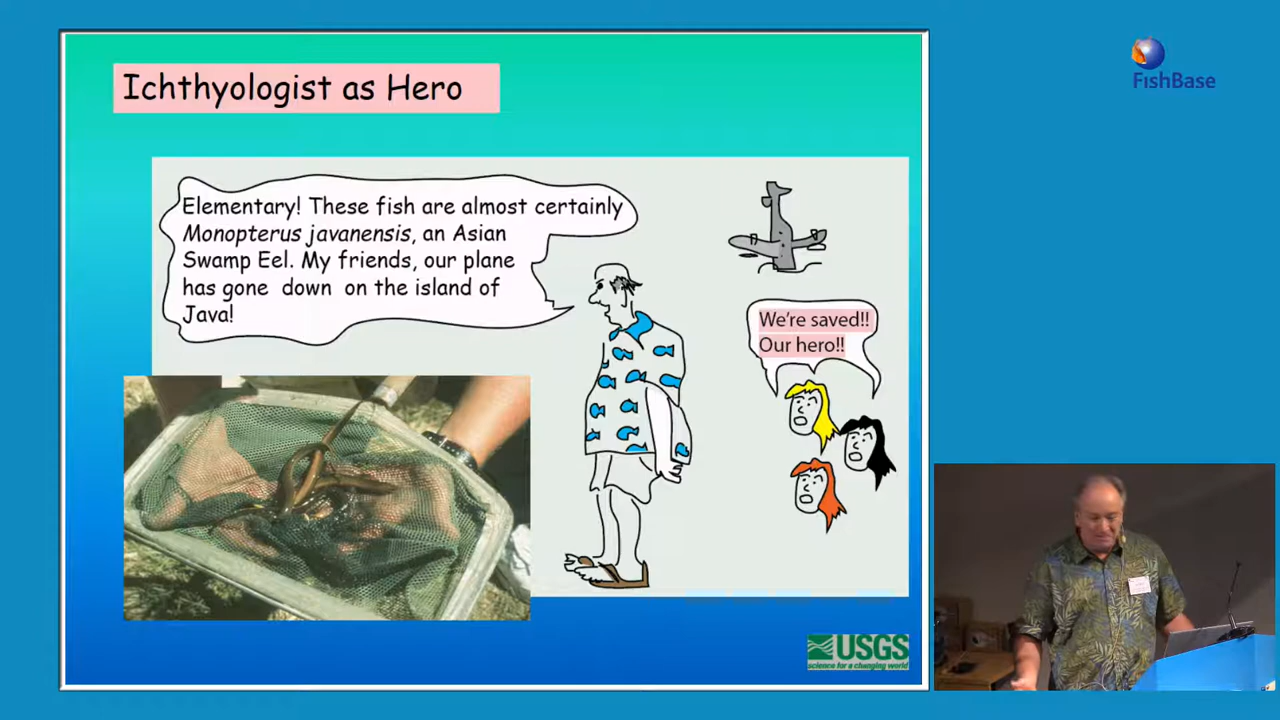 Ichthyologist as Hero
Elementary! These fish are almost certainly
Monopterus javanensis, an Asian
Swamp Eel. My friends, our plane
has gone down on the island of
Java!
We're saved!!
Our hero!!
USGS
science for a changing world
FishBase